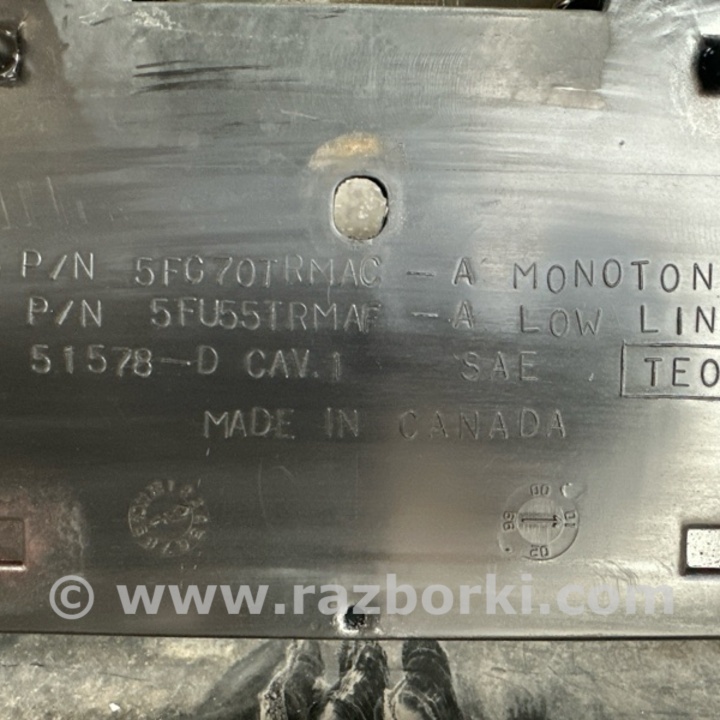 P/N 5FG70TRMAC - A MONOTON
P/N 5FU55TRMAF - A LOW LIN
51578-D CAV.1 SAE TEO
MADE IN CANADA
© www.razborki.com